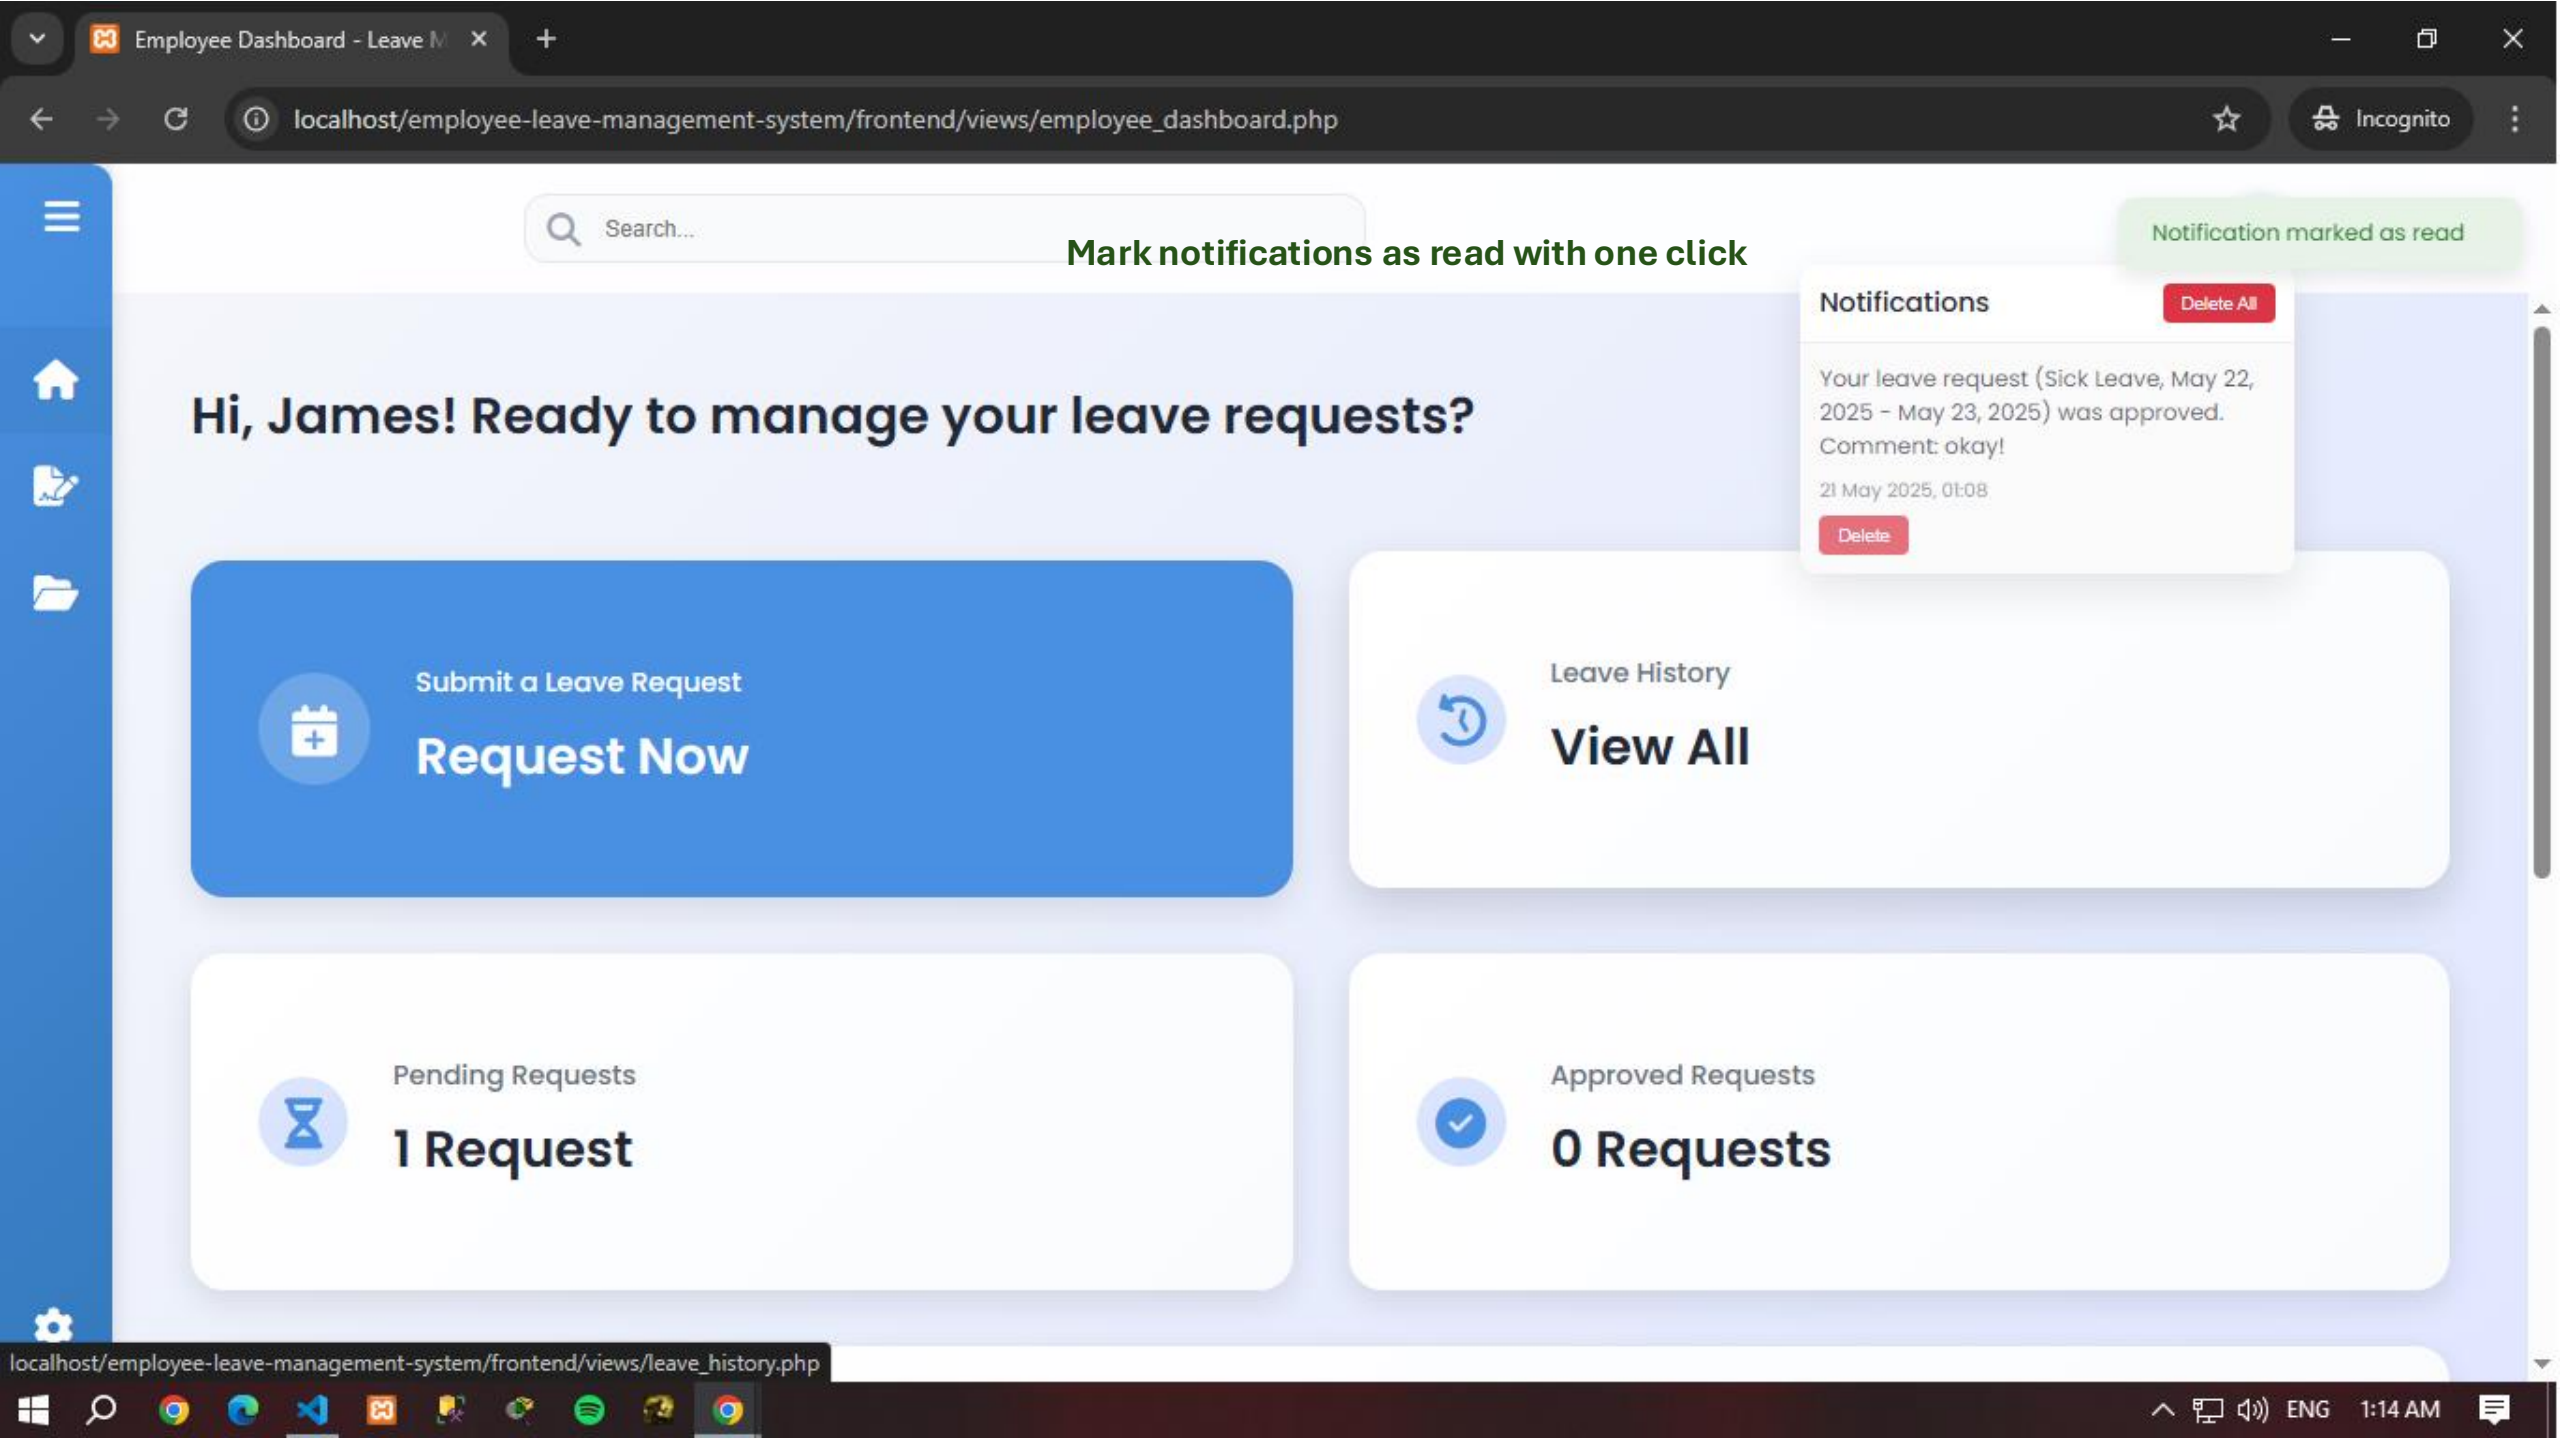 Employee Dashboard - Leave M
localhost/employee-leave-management-system/frontend/views/employee_dashboard.php
Incognito
Search...
Mark notifications as read with one click
Notification marked as read
Notifications
Delete All
Your leave request (Sick Leave, May 22,
2025 - May 23, 2025) was approved.
Comment: okay!
21 May 2025, 01:08
Delete
Hi, James! Ready to manage your leave requests?
Submit a Leave Request
Request Now
Leave History
View All
Pending Requests
1 Request
Approved Requests
0 Requests
localhost/employee-leave-management-system/frontend/views/leave_history.php
ENG
1:14 AM